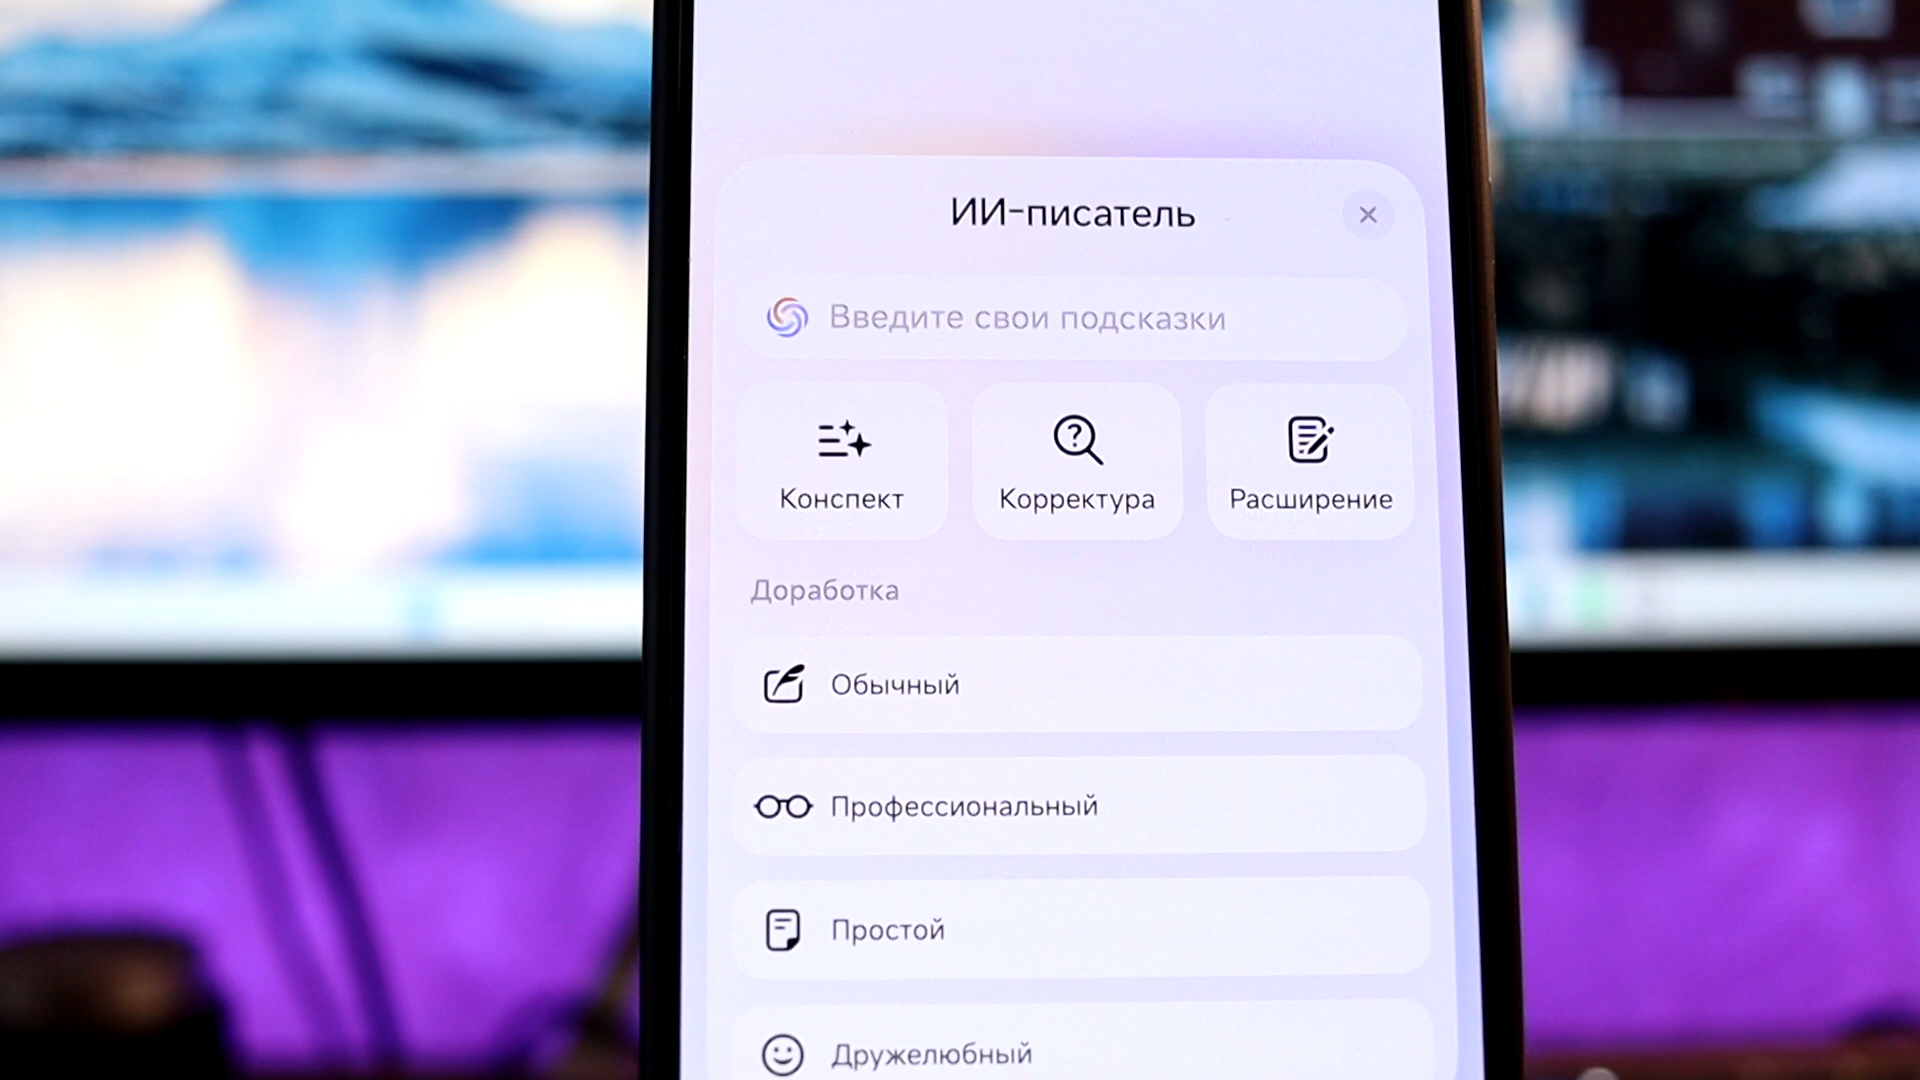 ИИ-писатель
Введите свои подсказки
Конспект
Корректура
Расширение
Доработка
Обычный
Профессиональный
Простой
Дружелюбный